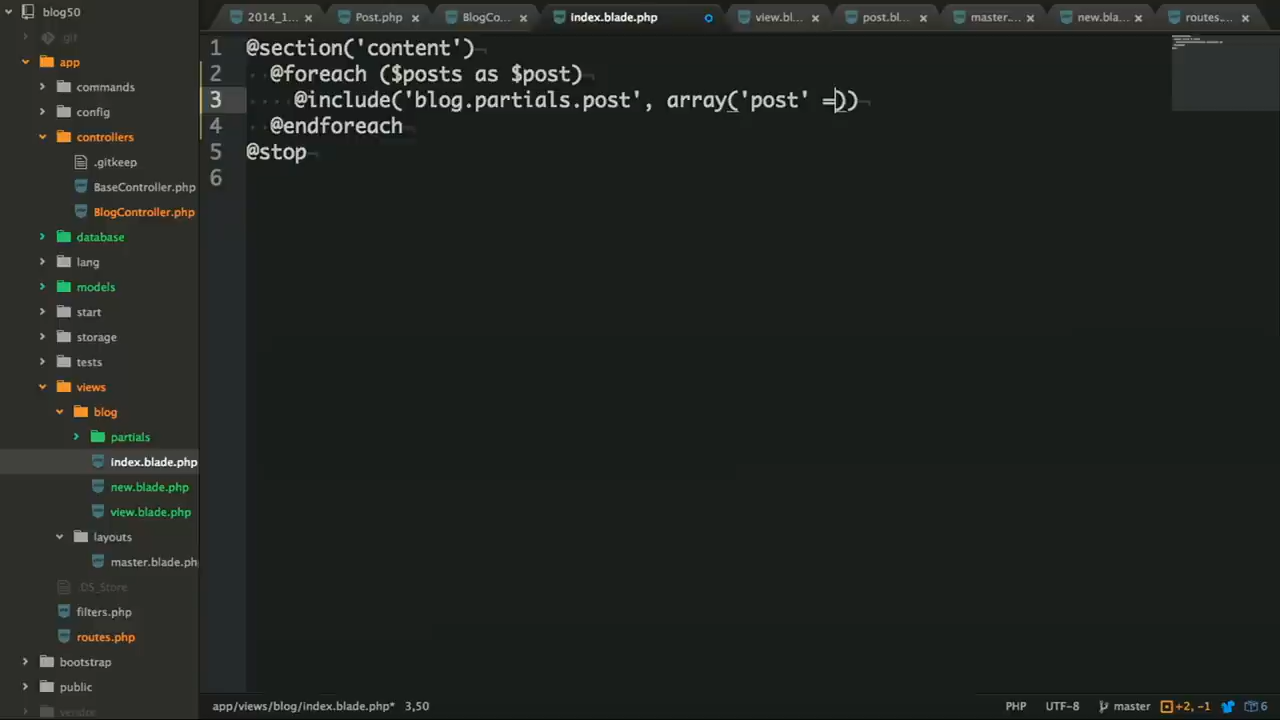 blog50
git
app
commands
config
controllers
.gitkeep
BaseController.php
BlogController.php
database
lang
models
start
storage
tests
views
blog
partials
index.blade.php
new.blade.php
view.blade.php
layouts
master.blade.ph
.DS_Store
filters.php
routes.php
bootstrap
public
2014_1... Post.php BlogCo... index.blade.php view.bl... post.bl... master.... new.bla... routes....
1 @section('content')
2 @foreach ($posts as $post)
3 @include('blog.partials.post', array('post' =))
4 @endforeach
5 @stop
6
app/views/blog/index.blade.php* 3,50 PHP UTF-8 master +2, -1 6